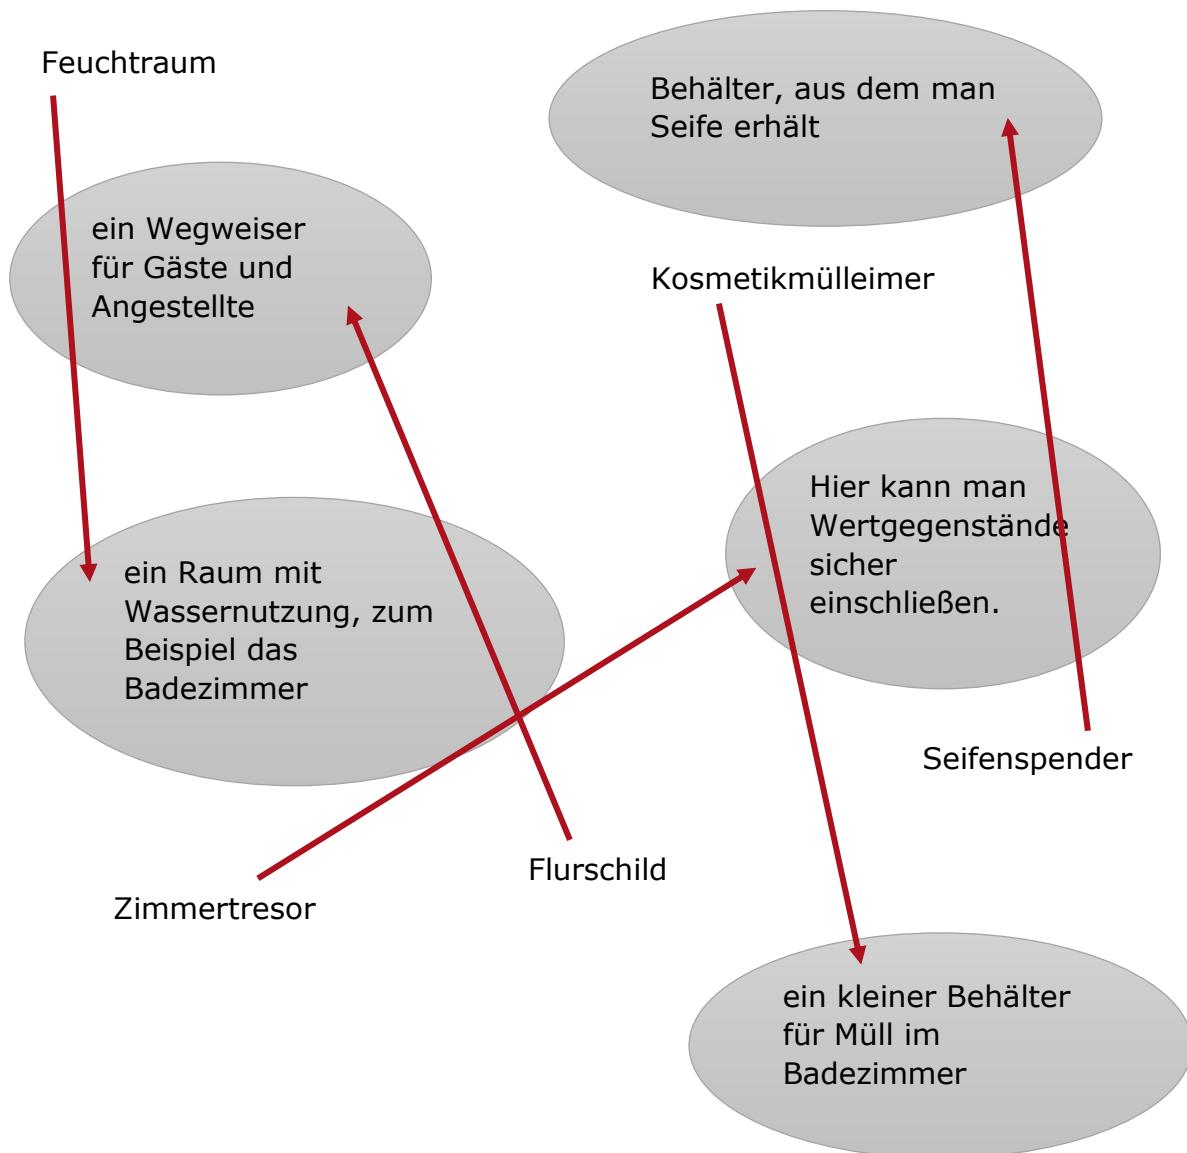 Feuchtraum
Behälter, aus dem man
Seife erhält
ein Wegweiser
für Gäste und
Angestellte
Kosmetikmülleimer
Hier kann man
Wertgegenstände
sicher
einschließen.
ein Raum mit
Wassernutzung, zum
Beispiel das
Badezimmer
Seifenspender
Flurschild
Zimmertresor
ein kleiner Behälter
für Müll im
Badezimmer